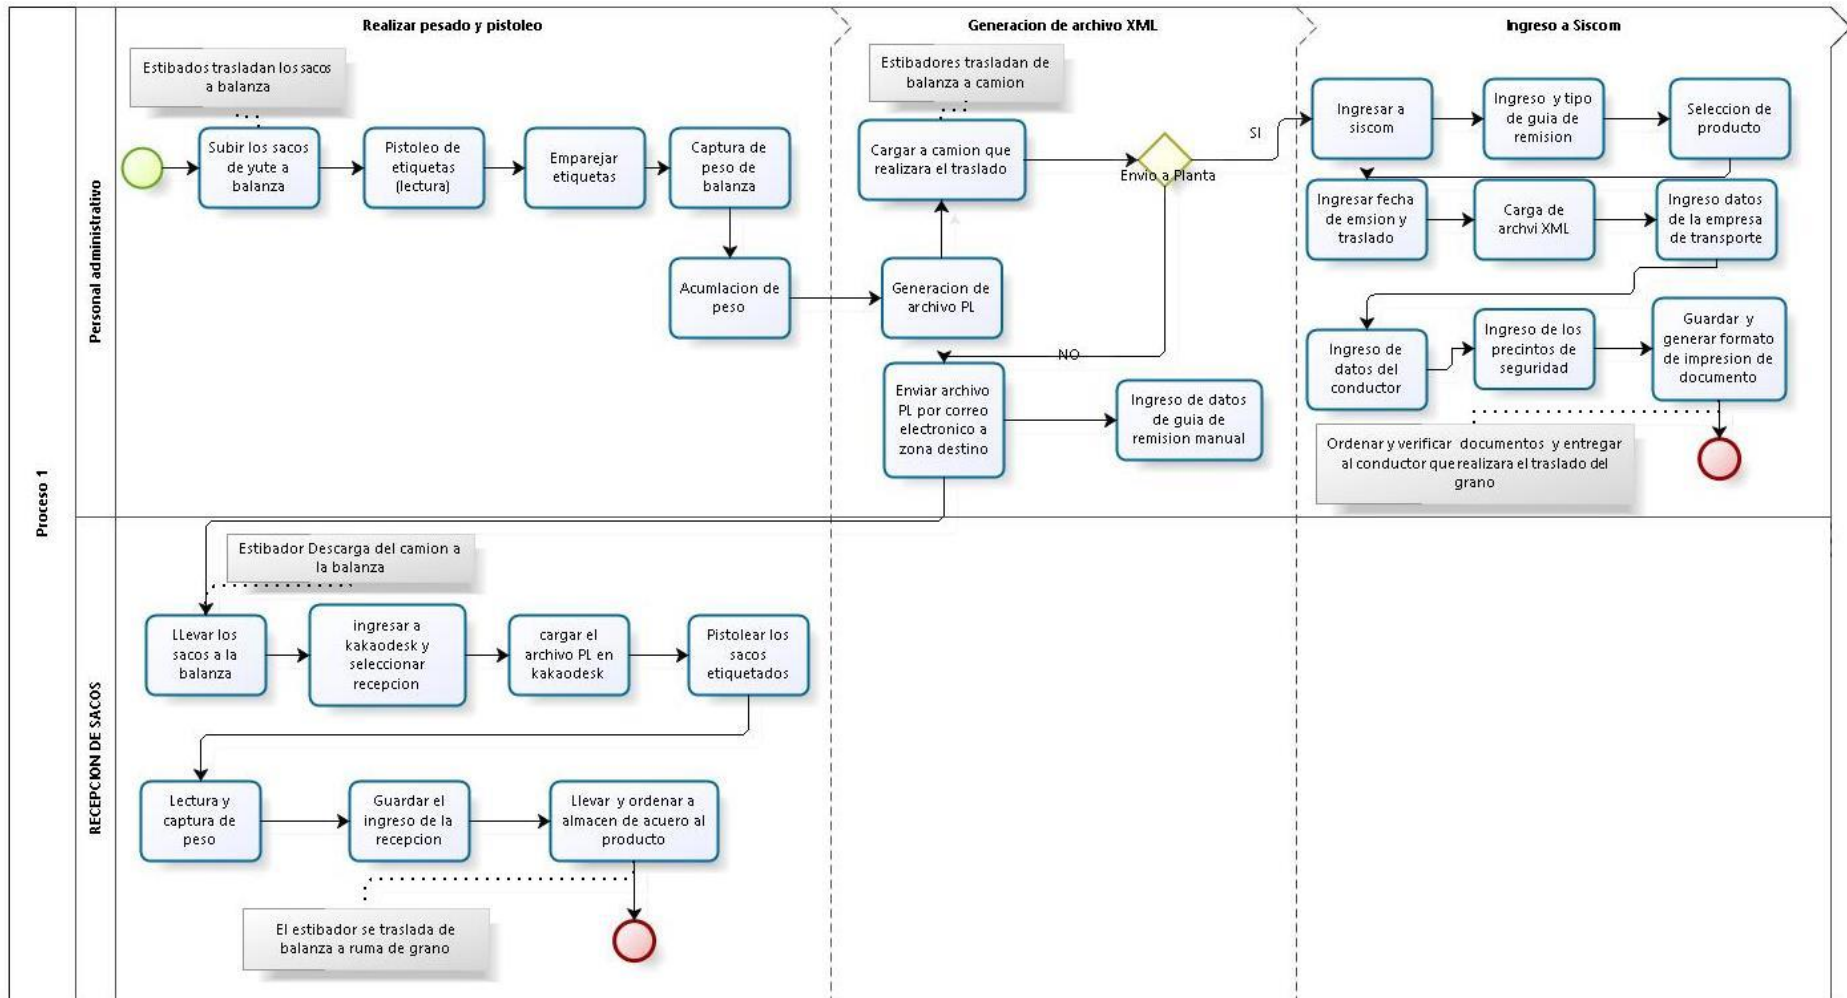 Realizar pesado y pistoleo
Generacion de archivo XML
Ingreso a Siscom
Proceso 1
Personal administrativo
Estibados trasladan los sacos
a balanza
Subir los sacos
de yute a
balanza
Pistoleo de
etiquetas
(lectura)
Emparejar
etiquetas
Captura de
peso de
balanza
Acumlacion de
peso
Estibadores trasladan de
balanza a camion
Cargar a camion que
realizara el traslado
Generacion de
archivo PL
Envio a Planta
SI
NO
Enviar archivo
PL por correo
electronico a
zona destino
Ingreso de datos
de guia de
remision manual
Ingresar a
siscom
Ingreso y tipo
de guia de
remision
Seleccion de
producto
Ingresar fecha
de emsion y
traslado
Carga de
archvi XML
Ingreso datos
de la empresa
de transporte
Ingreso de
datos del
conductor
Ingreso de los
precintos de
seguridad
Guardar y
generar formato
de impresion de
documento
Ordenar y verificar documentos y entregar
al conductor que realizara el traslado del
grano
RECEPCION DE SACOS
Estibador Descarga del camion a
la balanza
LLevar los
sacos a la
balanza
ingresar a
kakaodesk y
seleccionar
recepcion
cargar el
archivo PL en
kakaodesk
Pistolear los
sacos
etiquetados
Lectura y
captura de
peso
Guardar el
ingreso de la
recepcion
Llevar y ordenar a
almacen de acuero al
producto
El estibador se traslada de
balanza a ruma de grano